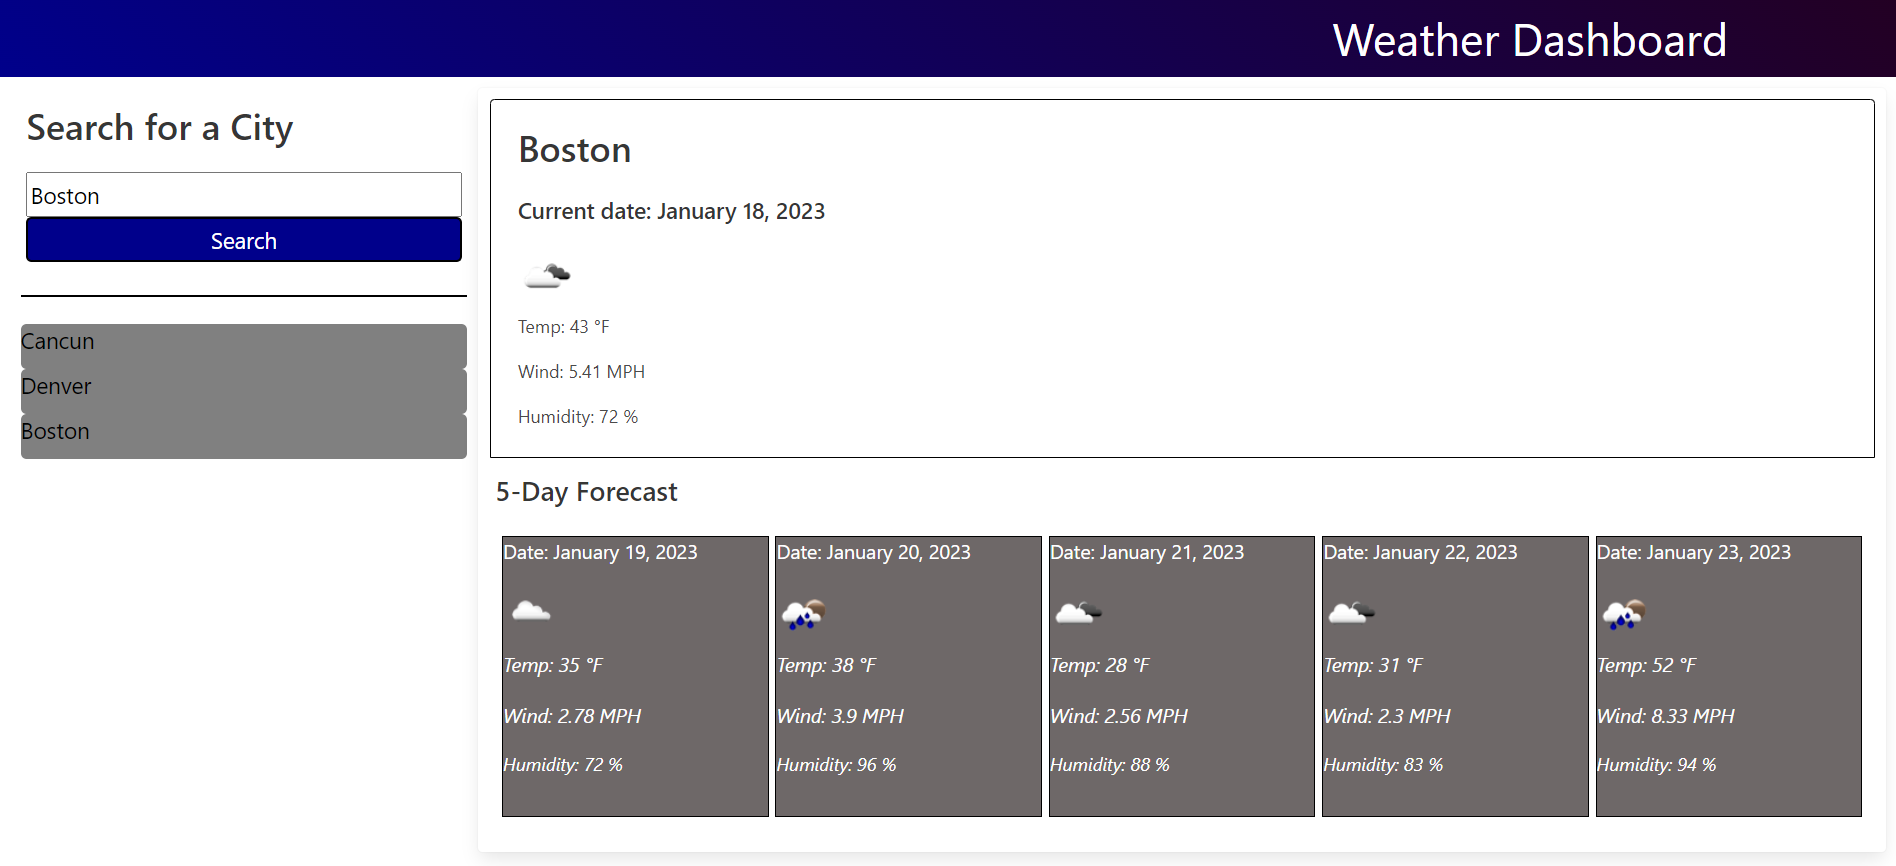 Weather Dashboard
Search for a City
Boston
Search
Cancun
Denver
Boston
Boston
Current date: January 18, 2023
Temp: 43 °F
Wind: 5.41 MPH
Humidity: 72 %
5-Day Forecast
Date: January 19, 2023
Temp: 35 °F
Wind: 2.78 MPH
Humidity: 72 %
Date: January 20, 2023
Temp: 38 °F
Wind: 3.9 MPH
Humidity: 96 %
Date: January 21, 2023
Temp: 28 °F
Wind: 2.56 MPH
Humidity: 88 %
Date: January 22, 2023
Temp: 31 °F
Wind: 2.3 MPH
Humidity: 83 %
Date: January 23, 2023
Temp: 52 °F
Wind: 8.33 MPH
Humidity: 94 %